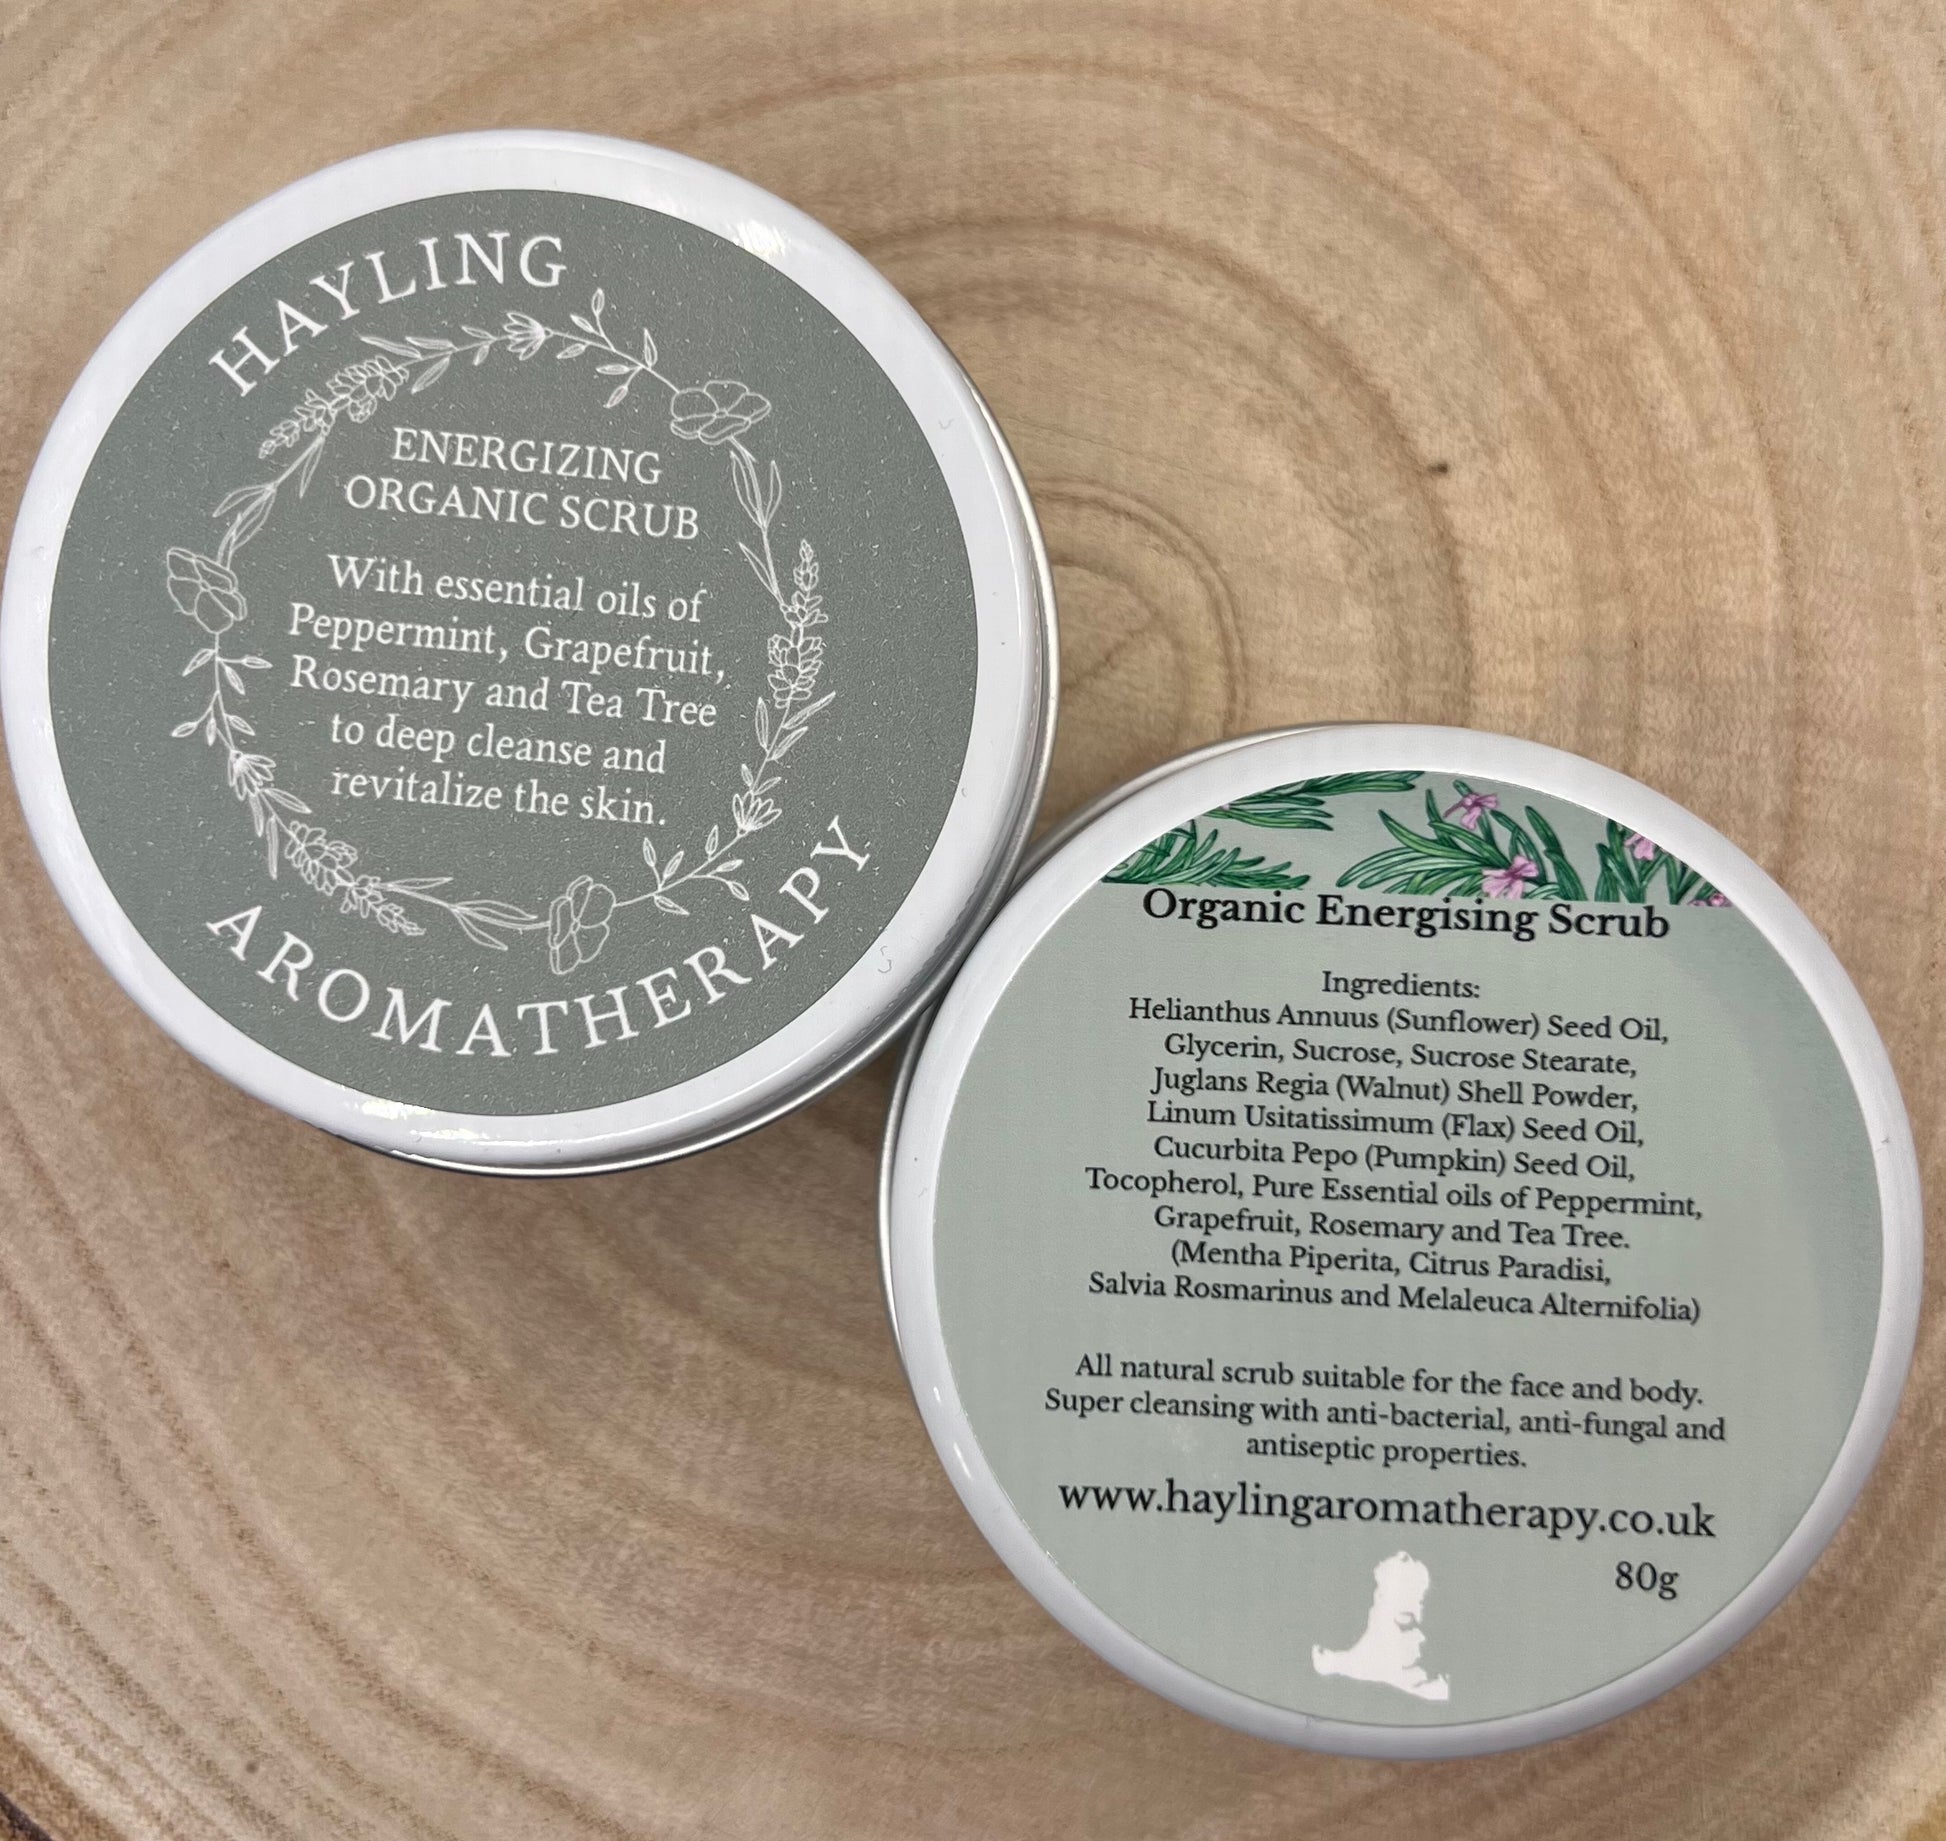 HAYLING
ENERGIZING
ORGANIC SCRUB
With essential oils of
Peppermint, Grapefruit,
Rosemary and Tea Tree
to deep cleanse and
revitalize the skin.
AROMATHERAPY
Organic Energising Scrub
Ingredients:
Helianthus Annuus (Sunflower) Seed Oil,
Glycerin, Sucrose, Sucrose Stearate,
Juglans Regia (Walnut) Shell Powder,
Linum Usitatissimum (Flax) Seed Oil,
Cucurbita Pepo (Pumpkin) Seed Oil,
Tocopherol, Pure Essential oils of Peppermint,
Grapefruit, Rosemary and Tea Tree.
(Mentha Piperita, Citrus Paradisi,
Salvia Rosmarinus and Melaleuca Alternifolia)
All natural scrub suitable for the face and body.
Super cleansing with anti-bacterial, anti-fungal and
antiseptic properties.
www.haylingaromatherapy.co.uk
80g